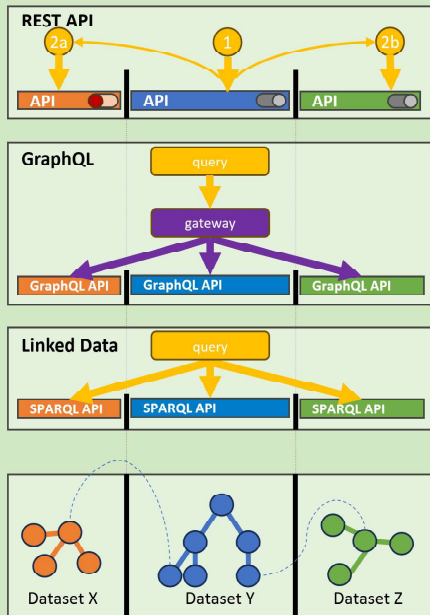 REST API
2a 1 2b
API API API
GraphQL
query
gateway
GraphQL API GraphQL API GraphQL API
Linked Data
query
SPARQL API SPARQL API SPARQL API
Dataset X Dataset Y Dataset Z